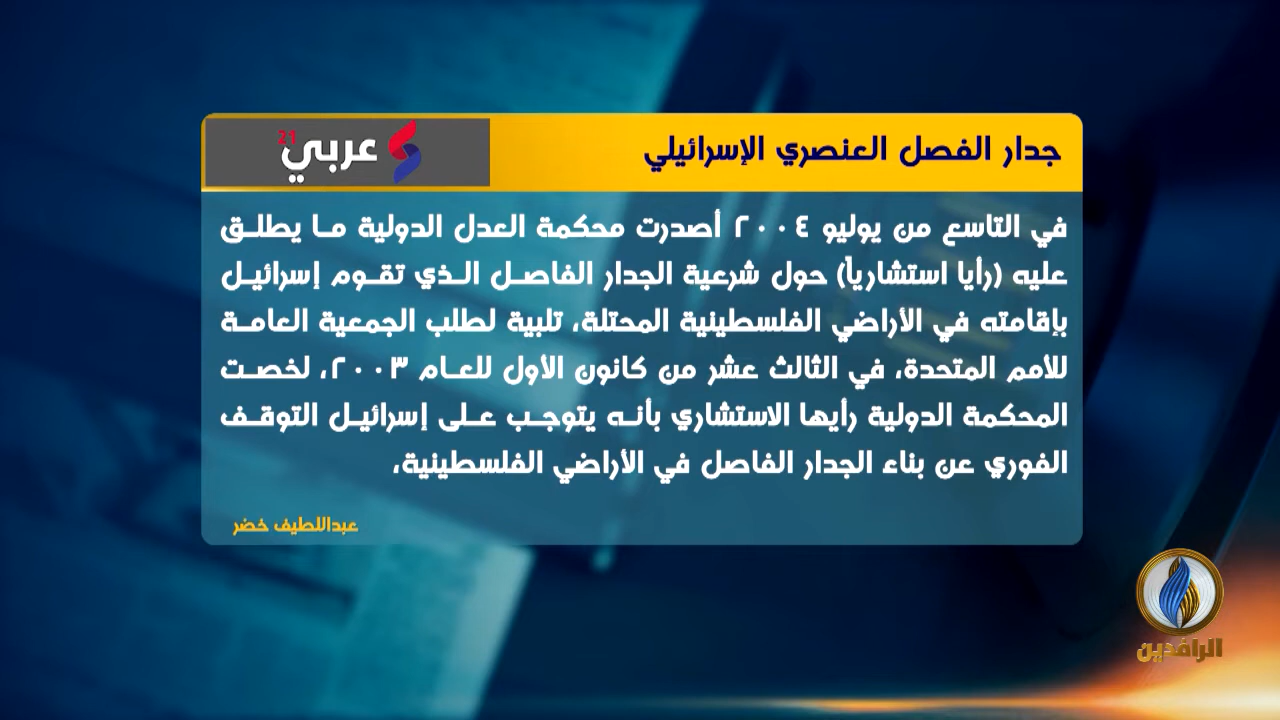 جدار الفصل العنصري الإسرائيلي
عربي 21
في التاسع من يوليو ٢٠٠٤ أصدرت محكمة العدل الدولية ما يطلق
عليه (رأيا استشارياً) حول شرعية الجدار الفاصل الذي تقوم إسرائيل
بإقامته في الأراضي الفلسطينية المحتلة، تلبية لطلب الجمعية العامة
للأمم المتحدة، في الثالث عشر من كانون الأول للعام ٢٠٠٣، لخصت
المحكمة الدولية رأيها الاستشاري بأنه يتوجب على إسرائيل التوقف
الفوري عن بناء الجدار الفاصل في الأراضي الفلسطينية،
عبداللطيف خضر
الرافدين